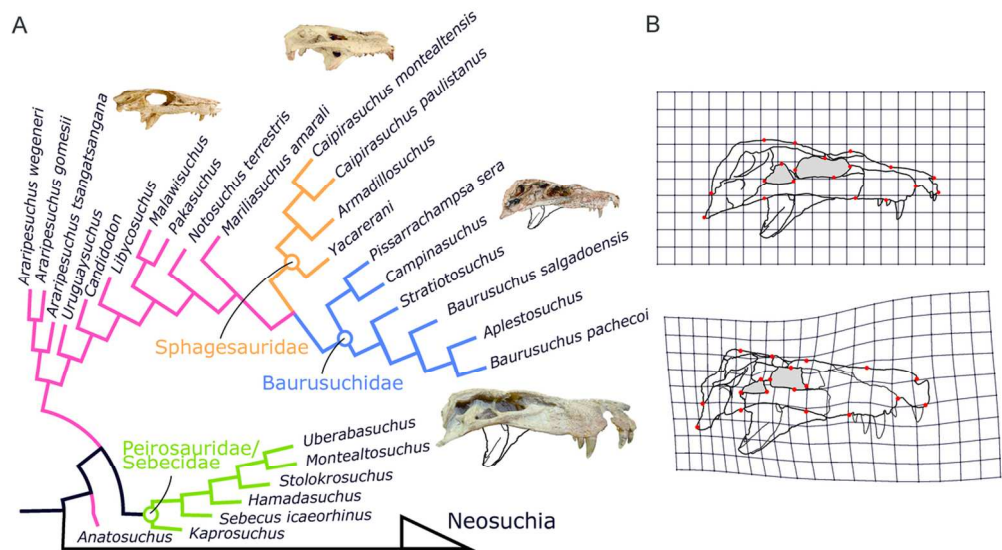 A
B
Araripesuchus wegeneri
Araripesuchus gomesii
Araripesuchus tsangatsangana
Uruguaysuchus
Candidodon
Libycosuchus
Malawisuchus
Pakasuchus
Notosuchus terrestris
Mariliasuchus amarali
Caipirasuchus montealtensis
Caipirasuchus paulistanus
Armadillosuchus
Yacarerani
Pissarrachampsa sera
Campinasuchus
Stratiotosuchus
Baurusuchus salgadoensis
Aplestosuchus
Baurusuchus pachecoi
Sphagesauridae
Baurusuchidae
Peirosauridae/
Sebecidae
Uberabasuchus
Montealtosuchus
Stolokrosuchus
Hamadasuchus
Sebecus icaeorhinus
Kaprosuchus
Anatosuchus
Neosuchia